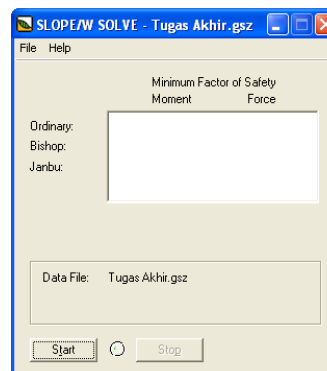 SLOPE/W SOLVE - Tugas Akhir.gsz
File Help
Minimum Factor of Safety
Moment Force
Ordinary:
Bishop:
Janbu:
Data File: Tugas Akhir.gsz
Start Stop